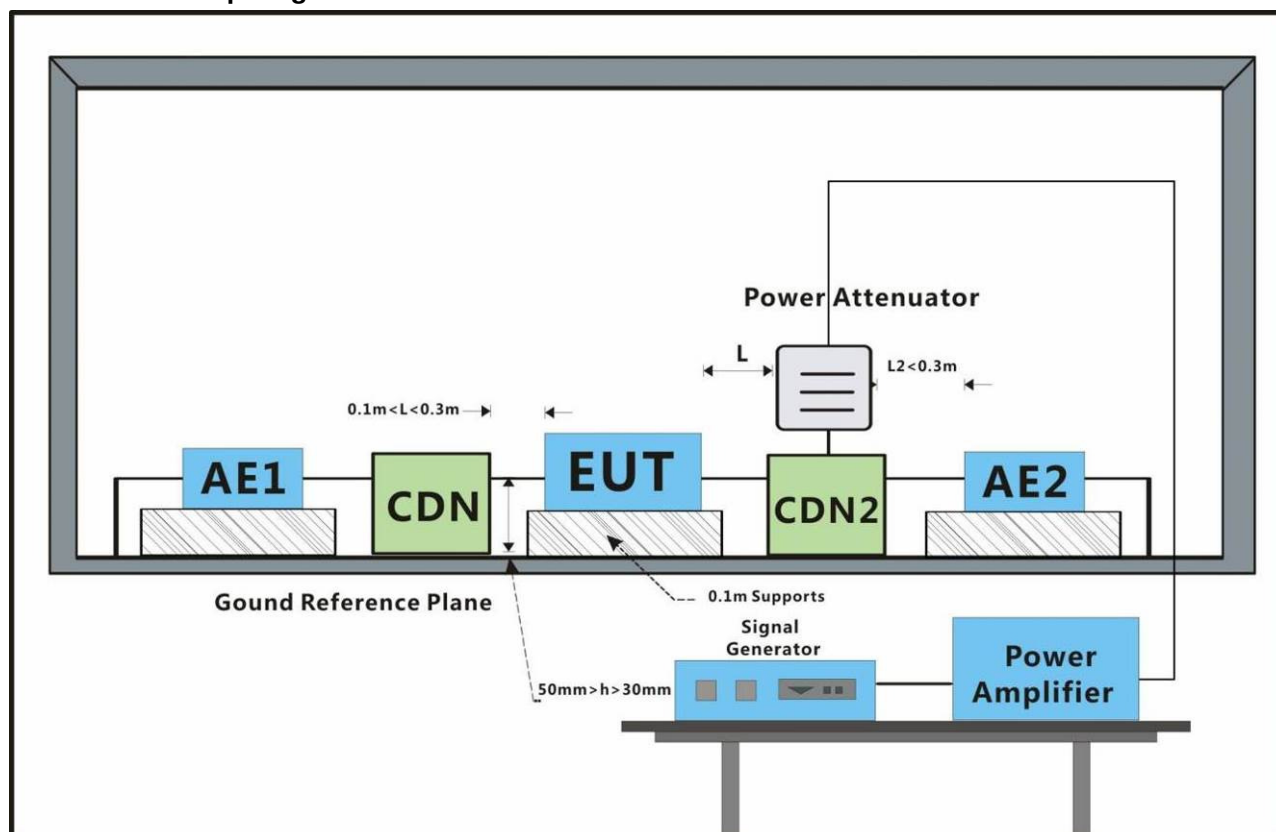 Power Attenuator
L
L2<0.3m
0.1m<L<0.3m
AE1
CDN
EUT
CDN2
AE2
Gound Reference Plane
0.1m Supports
Signal
Generator
50mm>h>30mm
Power
Amplifier